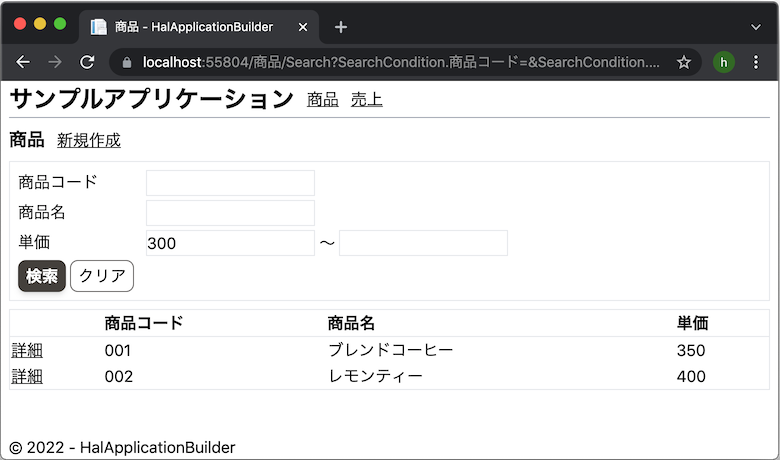 商品 - HalApplicationBuilder
localhost:55804/商品/Search?SearchCondition.商品コード=&SearchCondition....
h
サンプルアプリケーション 商品 売上
商品 新規作成
商品コード
商品名
単価 300 ～
検索 クリア
商品コード 商品名 単価
詳細 001 ブレンドコーヒー 350
詳細 002 レモンティー 400
© 2022 - HalApplicationBuilder